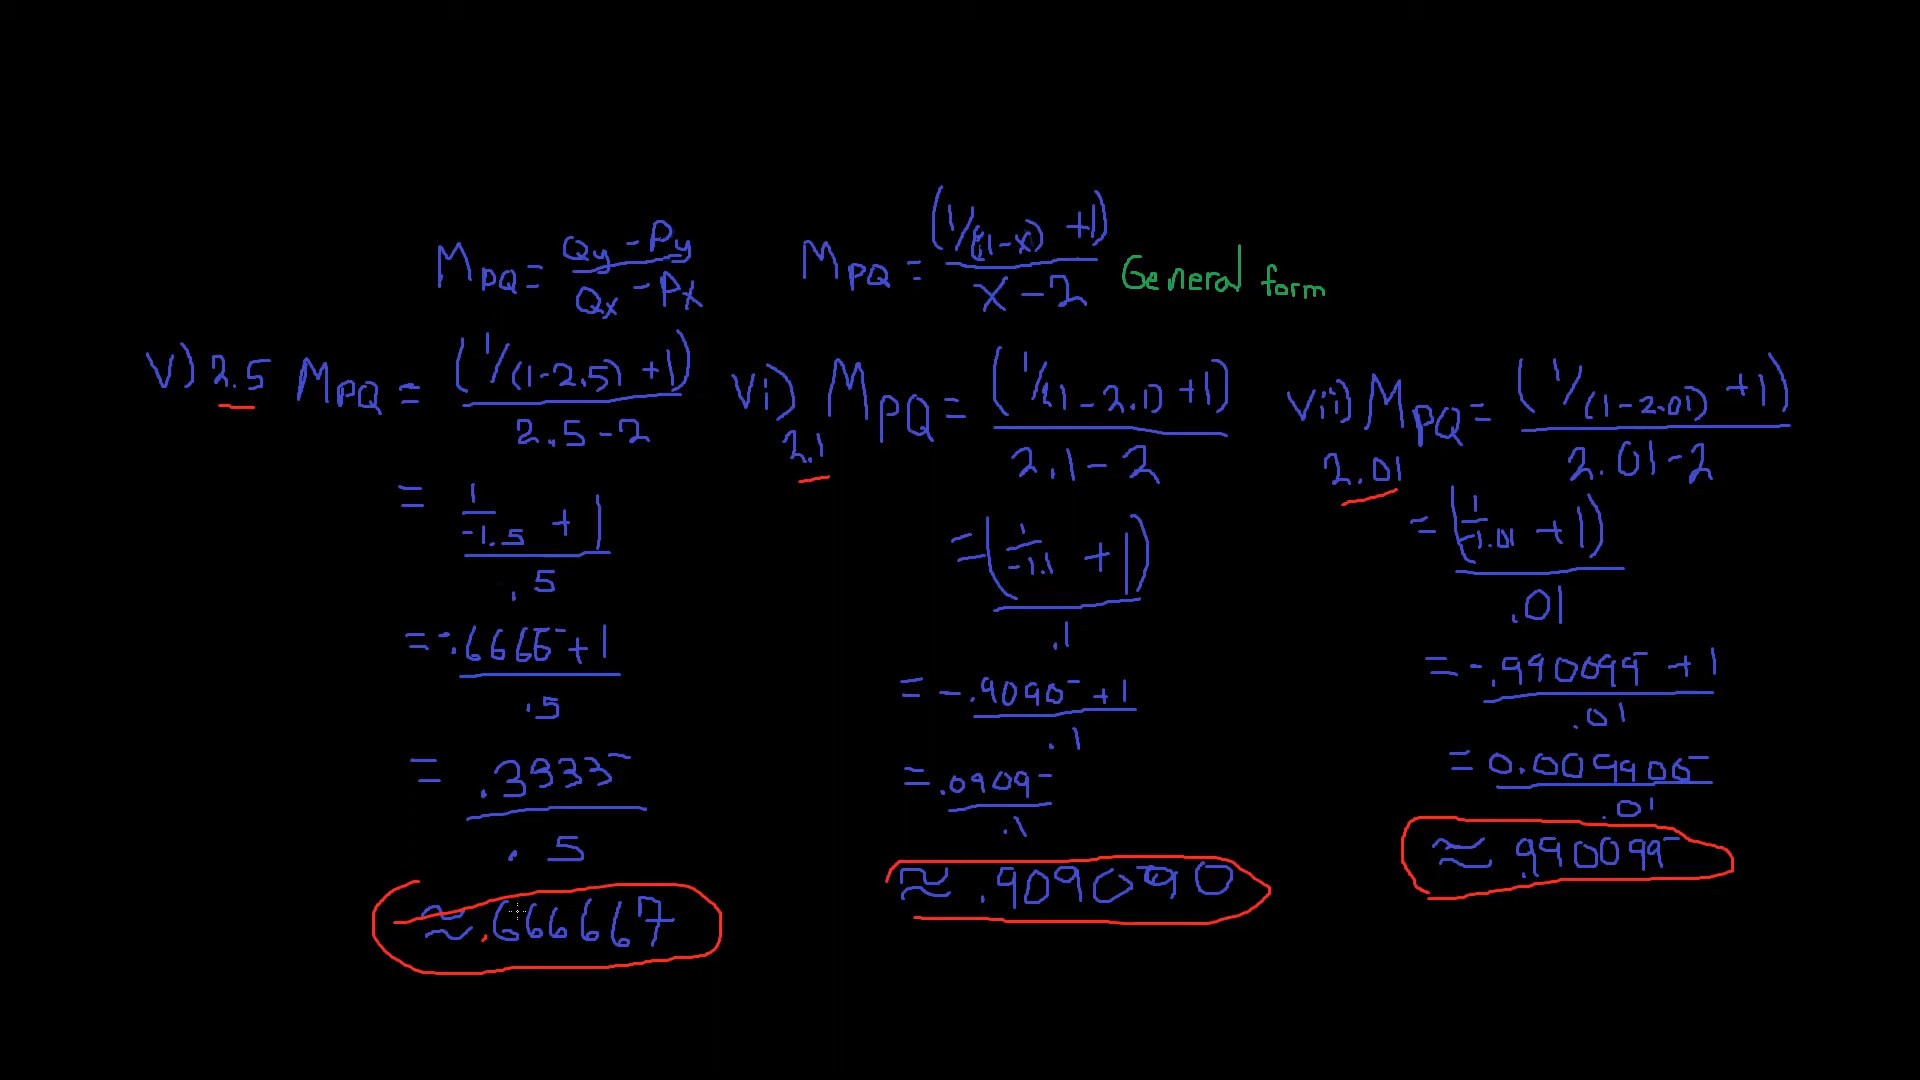 M_PQ = (Q_y - P_y)/(Q_x - P_x)
M_PQ = (1/(1-x) +1)/(x-2) General form
V) 2.5 M_PQ = (1/(1-2.5) +1)/(2.5-2)
= (1/-1.5 + 1)/.5
= (-.6666‾ + 1)/.5
= .3333‾/.5
≈ .666667
Vi) 2.1 M_PQ = (1/(1-2.1) +1)/(2.1-2)
= (1/-1.1 + 1)/.1
= (-.9090‾ + 1)/.1
= .0909‾/.1
≈ .909090
Vii) 2.01 M_PQ = (1/(1-2.01) +1)/(2.01-2)
= (1/-1.01 + 1)/.01
= (-.990099‾ + 1)/.01
= 0.009900‾/.01
≈ .990099‾